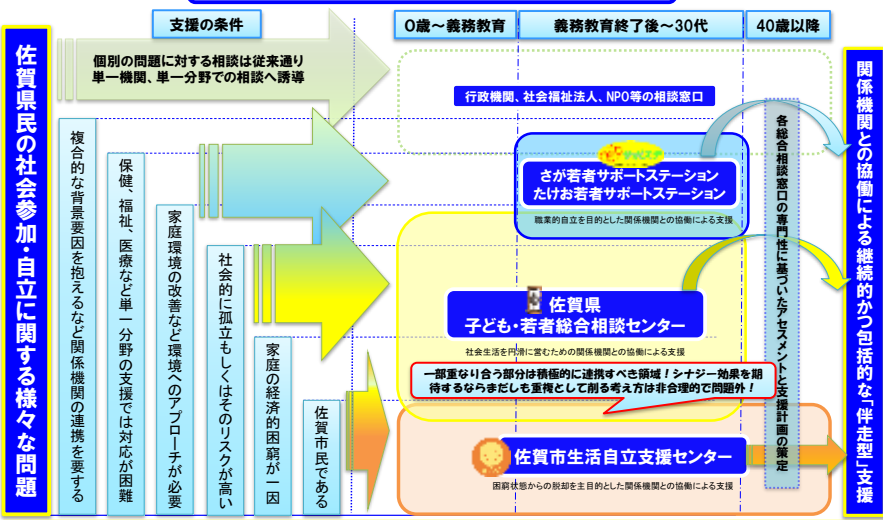 支援の条件
0歳～義務教育
義務教育終了後～30代
40歳以降
佐賀県民の社会参加・自立に関する様々な問題
個別の問題に対する相談は従来通り
単一機関、単一分野での相談へ誘導
複合的な背景要因を抱えるなど関係機関の連携を要する
保健、福祉、医療など単一分野の支援では対応が困難
家庭環境の改善など環境へのアプローチが必要
社会的に孤立もしくはそのリスクが高い
家庭の経済的困窮が一因
佐賀市民である
行政機関、社会福祉法人、NPO等の相談窓口
さが若者サポートステーション
たけお若者サポートステーション
職業的自立を目的とした関係機関との協働による支援
佐賀県
子ども・若者総合相談センター
社会生活を円滑に営むための関係機関との協働による支援
一部重なり合う部分は積極的に連携すべき領域！シナジー効果を期
待するならまだしも重複として削る考え方は非合理的で問題外！
佐賀市生活自立支援センター
困窮状態からの脱却を主目的とした関係機関との協働による支援
各総合相談窓口の専門性に基づいたアセスメントと支援計画の策定
関係機関との協働による継続的かつ包括的な「伴走型」支援